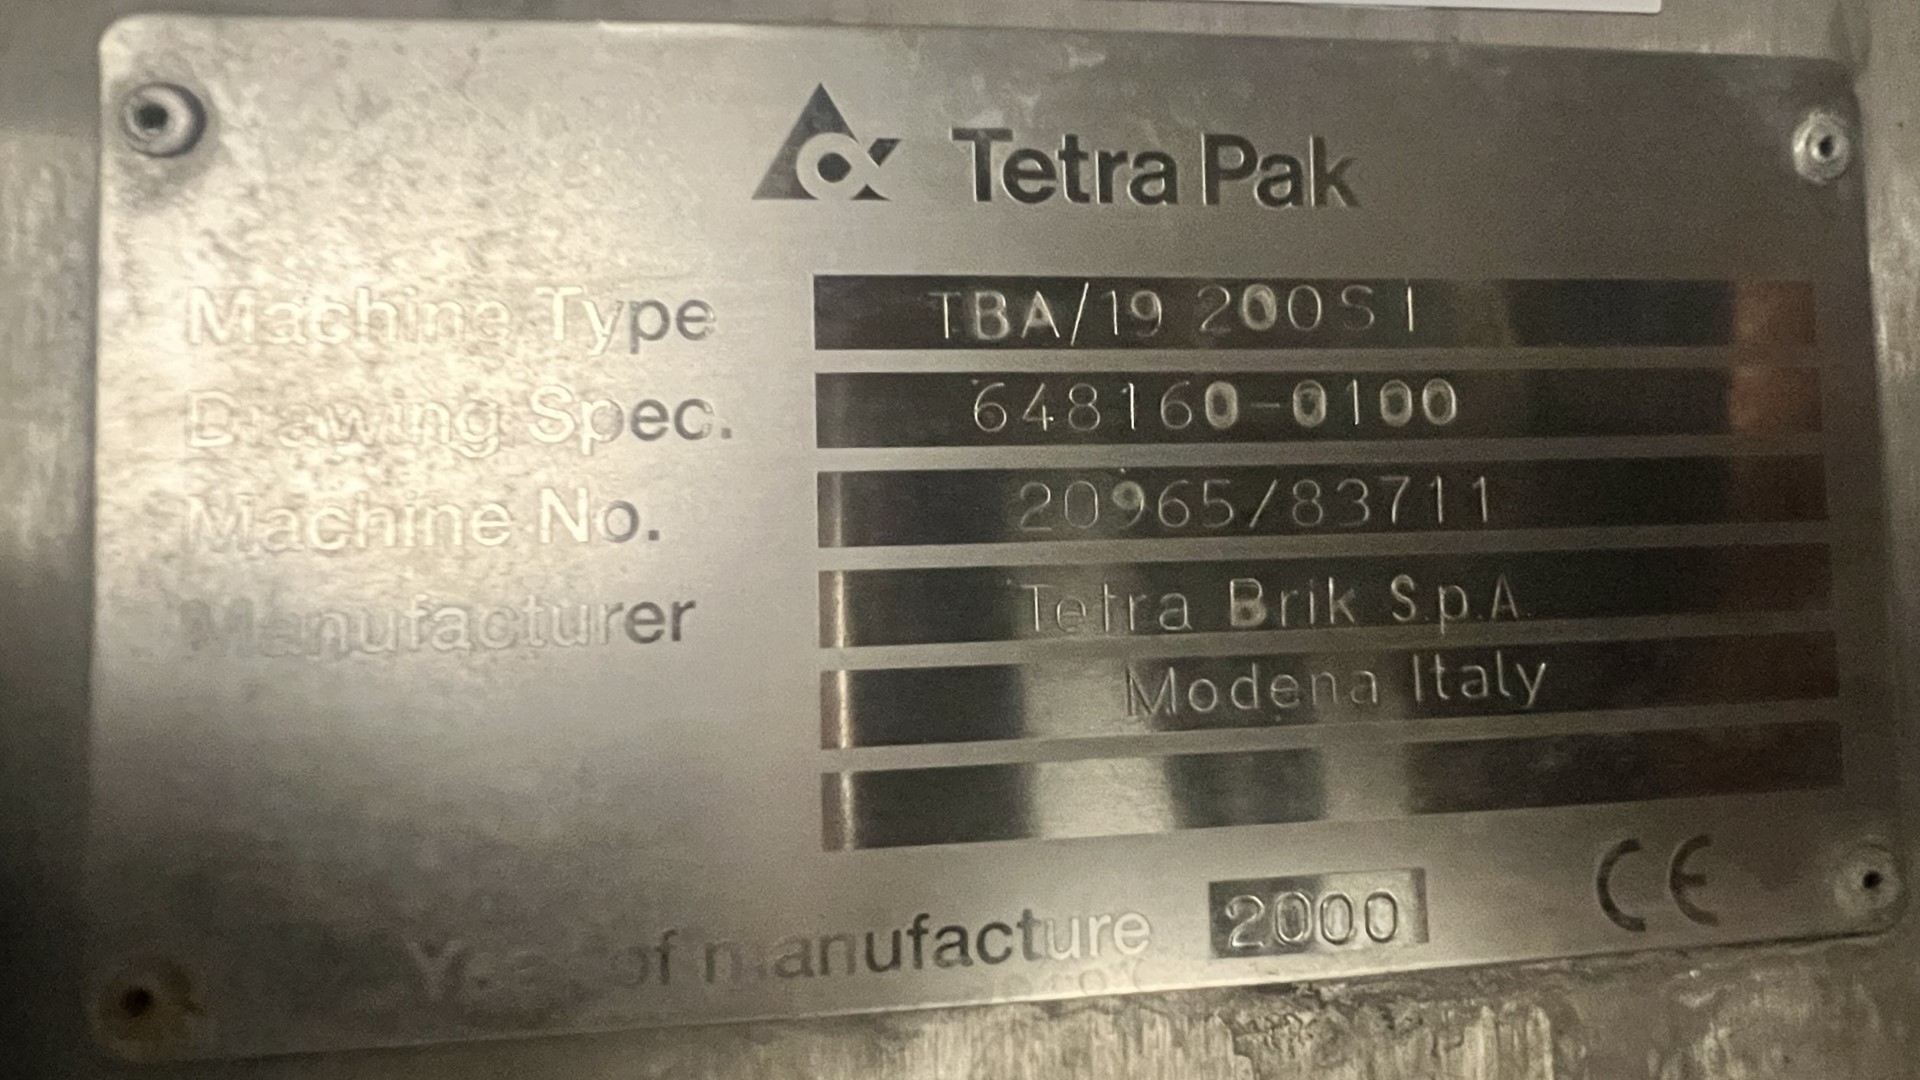 Tetra Pak
Machine Type TBA/19 200S I
Drawing Spec. 648160-0100
Machine No. 20965/83711
Manufacturer Tetra Brik S.p.A.
Modena Italy
Year of manufacture 2000 CE